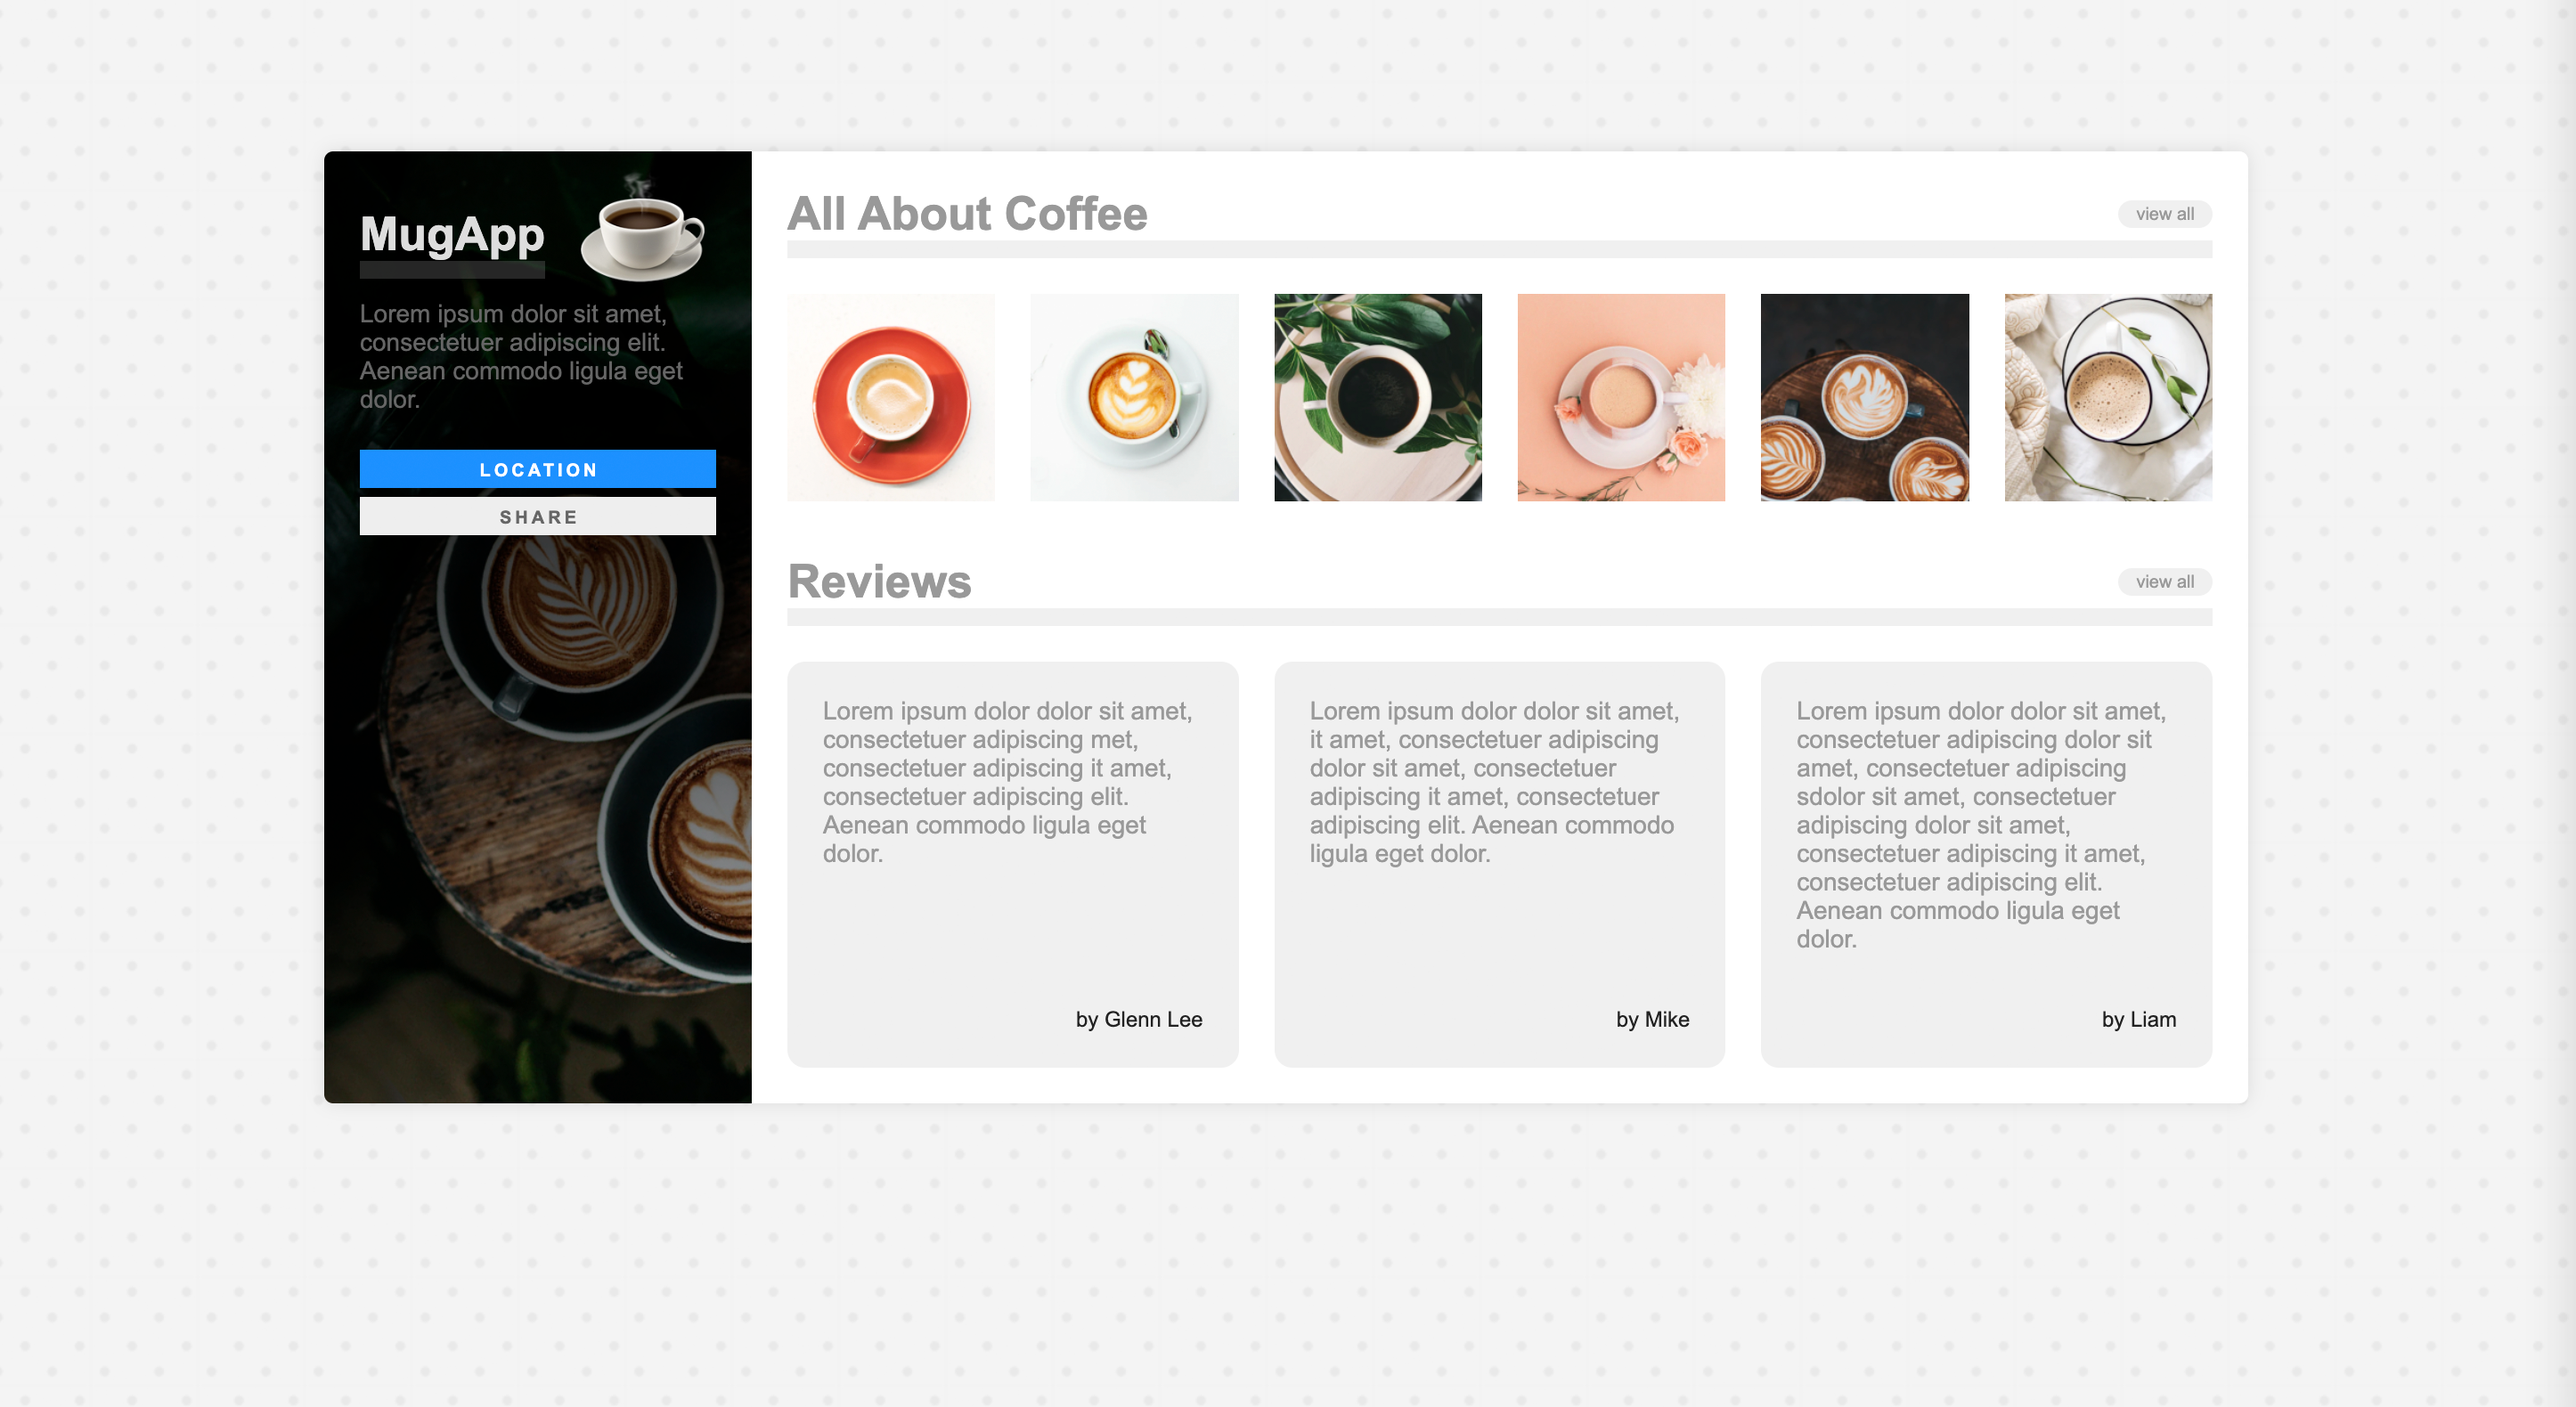 MugApp
Lorem ipsum dolor sit amet,
consectetuer adipiscing elit.
Aenean commodo ligula eget
dolor.
LOCATION
SHARE
All About Coffee
view all
Reviews
view all
Lorem ipsum dolor dolor sit amet,
consectetuer adipiscing met,
consectetuer adipiscing it amet,
consectetuer adipiscing elit.
Aenean commodo ligula eget
dolor.
by Glenn Lee
Lorem ipsum dolor dolor sit amet,
it amet, consectetuer adipiscing
dolor sit amet, consectetuer
adipiscing it amet, consectetuer
adipiscing elit. Aenean commodo
ligula eget dolor.
by Mike
Lorem ipsum dolor dolor sit amet,
consectetuer adipiscing dolor sit
amet, consectetuer adipiscing
sdolor sit amet, consectetuer
adipiscing dolor sit amet,
consectetuer adipiscing it amet,
consectetuer adipiscing elit.
Aenean commodo ligula eget
dolor.
by Liam